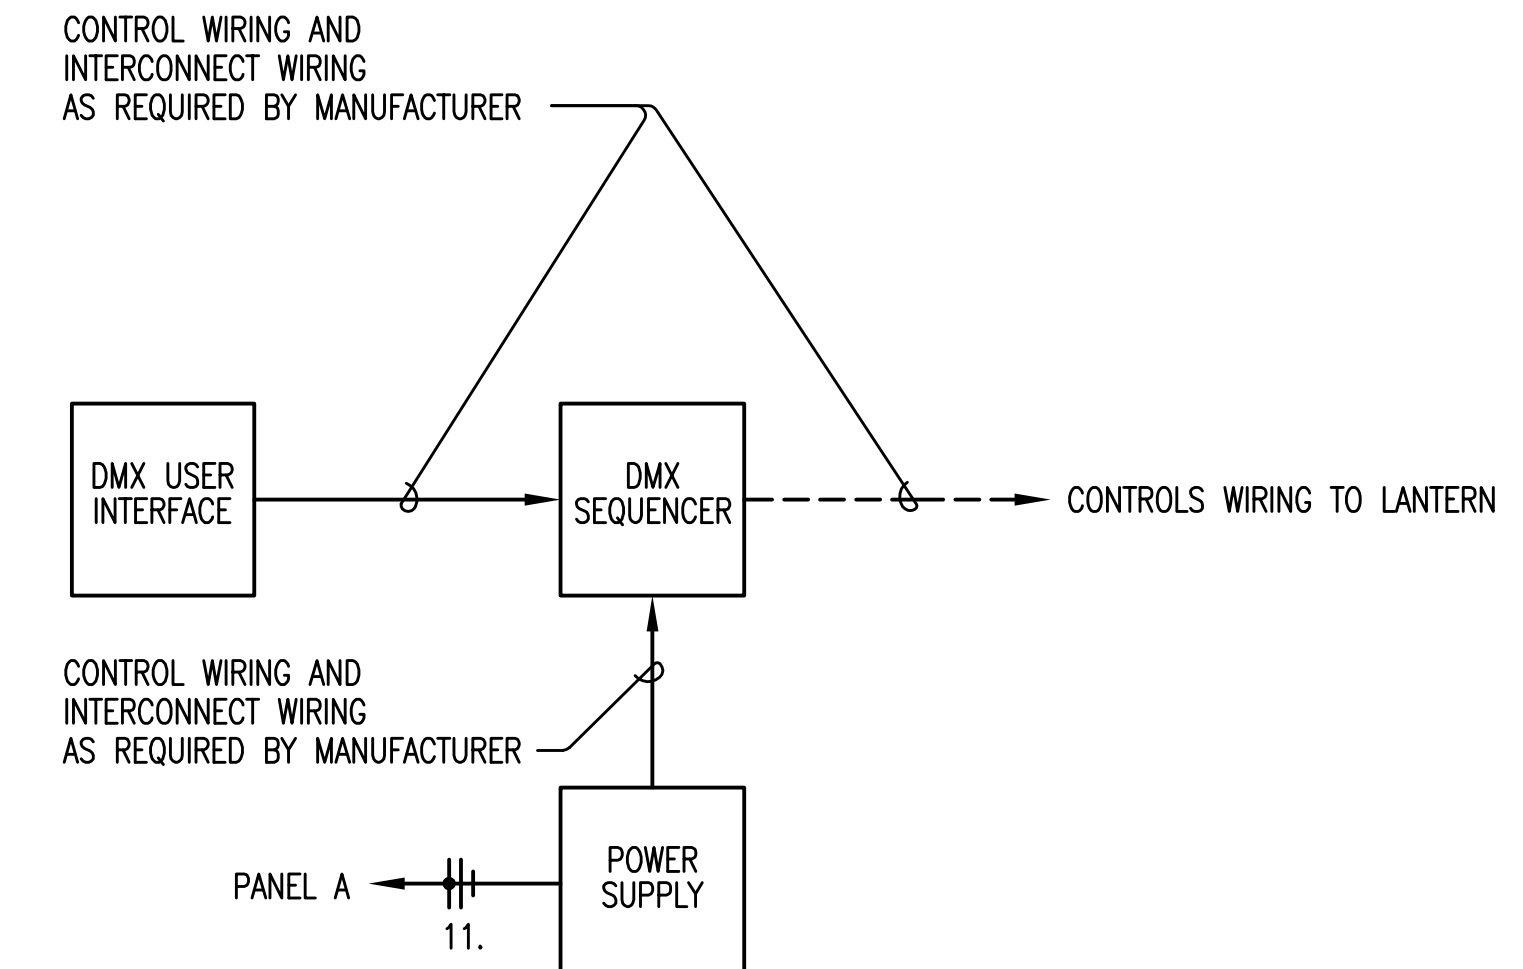 CONTROL WIRING AND
INTERCONNECT WIRING
AS REQUIRED BY MANUFACTURER
DMX USER
INTERFACE
DMX
SEQUENCER
CONTROLS WIRING TO LANTERN
CONTROL WIRING AND
INTERCONNECT WIRING
AS REQUIRED BY MANUFACTURER
POWER
SUPPLY
PANEL A
11.